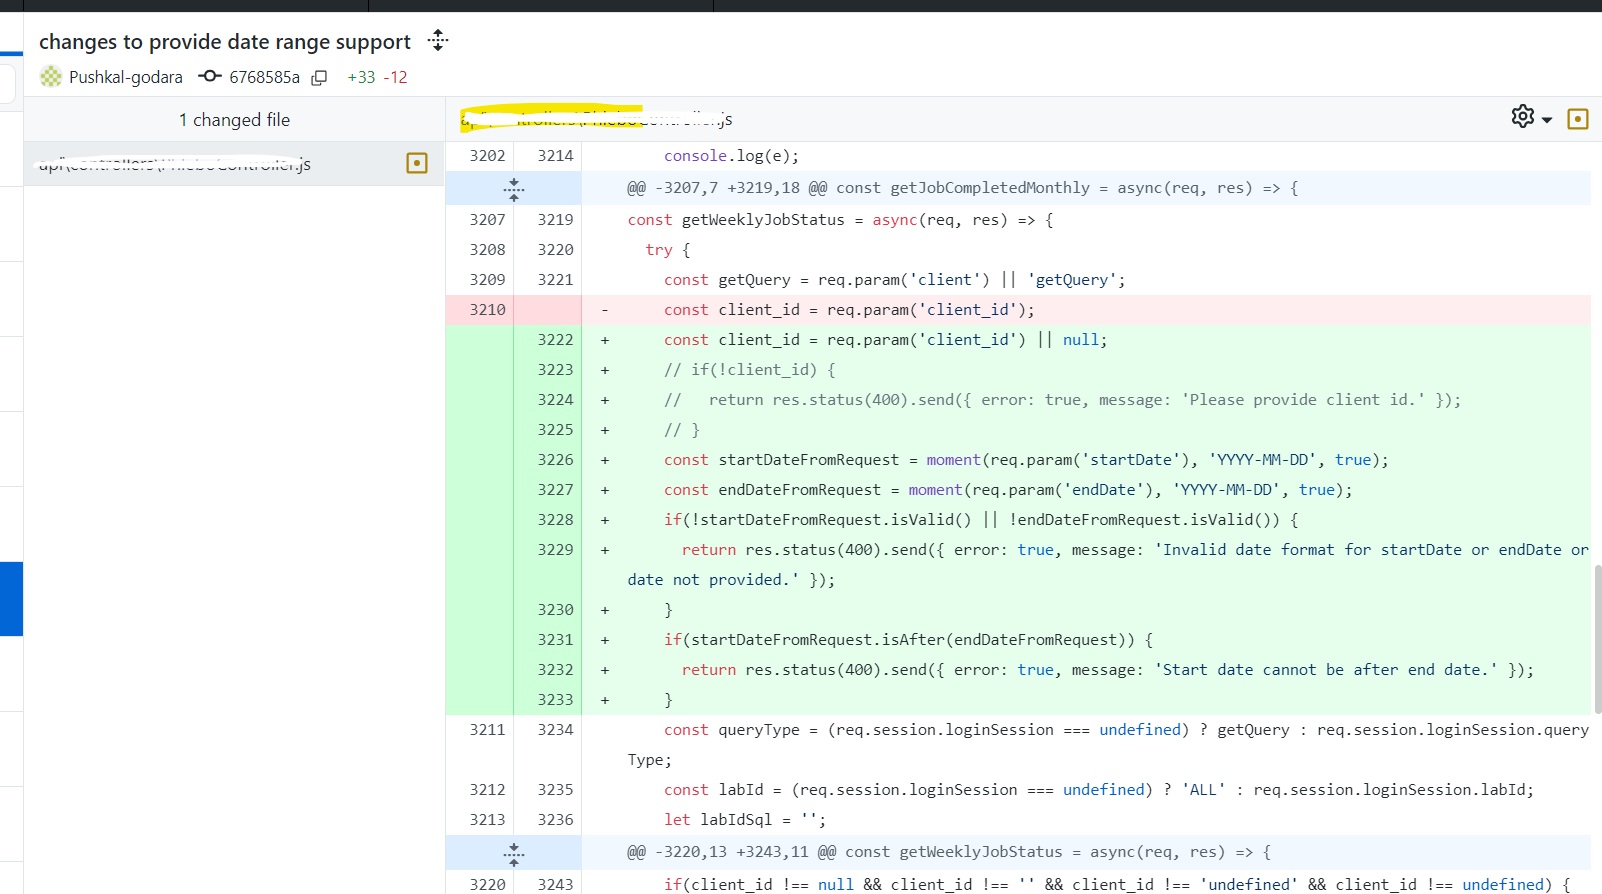 changes to provide date range support
Pushkal-godara 6768585a +33 -12
1 changed file
3202 3214 console.log(e);
@@ -3207,7 +3219,18 @@ const getJobCompletedMonthly = async(req, res) => {
3207 3219 const getWeeklyJobStatus = async(req, res) => {
3208 3220 try {
3209 3221 const getQuery = req.param('client') || 'getQuery';
3210 - const client_id = req.param('client_id');
3222 + const client_id = req.param('client_id') || null;
3223 + // if(!client_id) {
3224 + // return res.status(400).send({ error: true, message: 'Please provide client id.' });
3225 + // }
3226 + const startDateFromRequest = moment(req.param('startDate'), 'YYYY-MM-DD', true);
3227 + const endDateFromRequest = moment(req.param('endDate'), 'YYYY-MM-DD', true);
3228 + if(!startDateFromRequest.isValid() || !endDateFromRequest.isValid()) {
3229 + return res.status(400).send({ error: true, message: 'Invalid date format for startDate or endDate or
date not provided.' });
3230 + }
3231 + if(startDateFromRequest.isAfter(endDateFromRequest)) {
3232 + return res.status(400).send({ error: true, message: 'Start date cannot be after end date.' });
3233 + }
3211 3234 const queryType = (req.session.loginSession === undefined) ? getQuery : req.session.loginSession.query
Type;
3212 3235 const labId = (req.session.loginSession === undefined) ? 'ALL' : req.session.loginSession.labId;
3213 3236 let labIdSql = '';
@@ -3220,13 +3243,11 @@ const getWeeklyJobStatus = async(req, res) => {
3220 3243 if(client_id !== null && client_id !== '' && client_id !== 'undefined' && client_id !== undefined) {